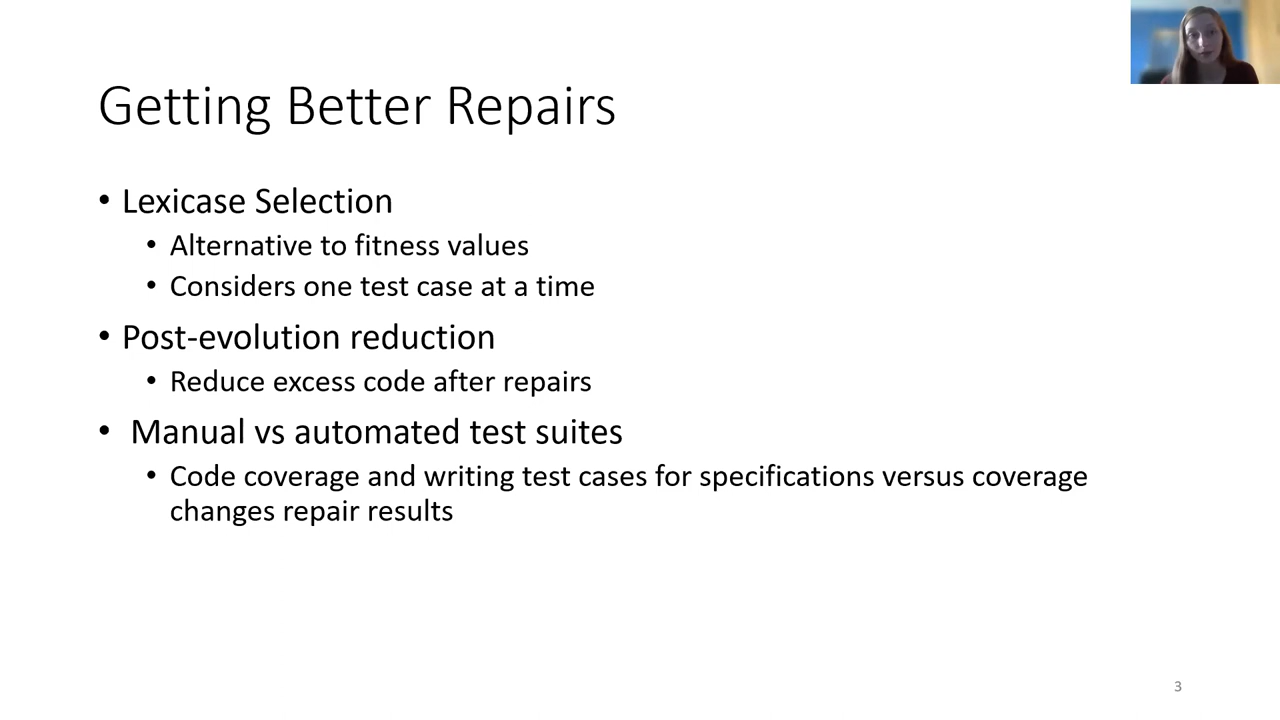 Getting Better Repairs
• Lexicase Selection
• Alternative to fitness values
• Considers one test case at a time
• Post-evolution reduction
• Reduce excess code after repairs
• Manual vs automated test suites
• Code coverage and writing test cases for specifications versus coverage
changes repair results
3